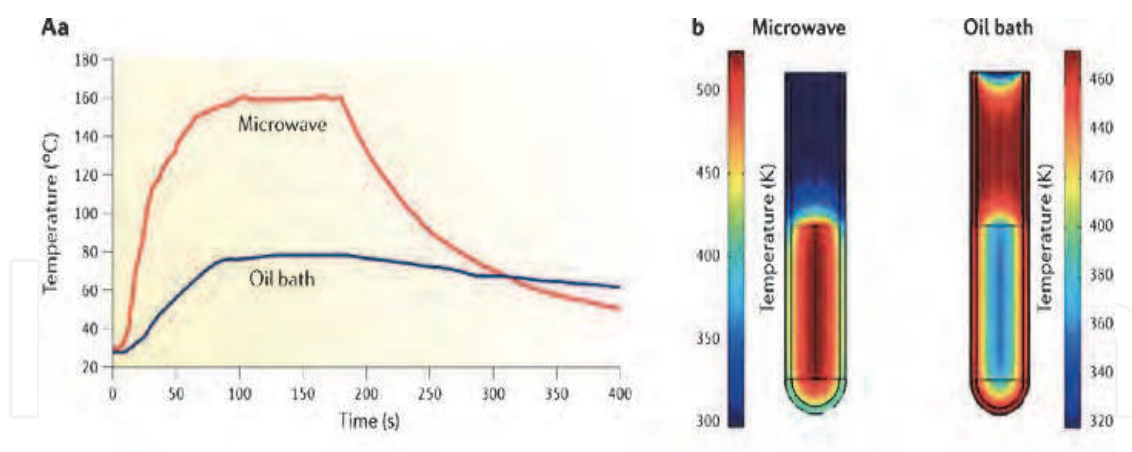 Aa
180
160
140
120
100
80
60
40
20
Temperature (°C)
Microwave
Oil bath
0 50 100 150 200 250 300 350 400
Time (s)
b Microwave Oil bath
500
450
400
350
300
Temperature (K)
Temperature (K)
460
440
420
400
380
360
340
320